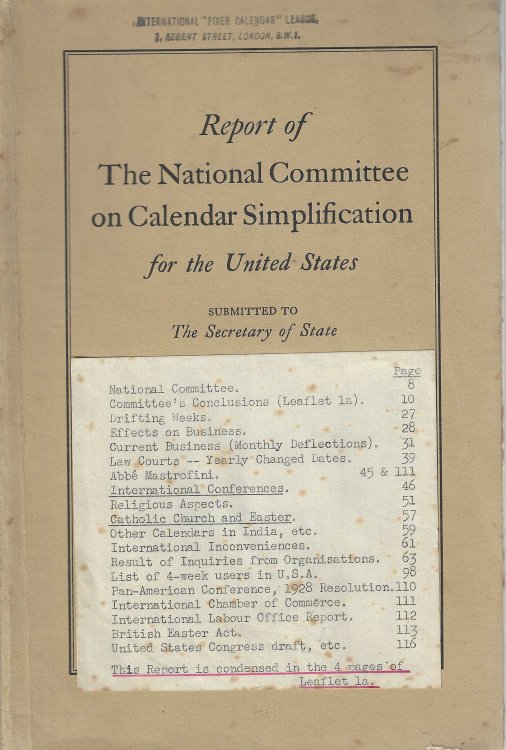 INTERNATIONAL "FIXED CALENDAR" LEAGUE,
7, REGENT STREET, LONDON, S.W.1.
Report of
The National Committee
on Calendar Simplification
for the United States
SUBMITTED TO
The Secretary of State
Page
National Committee. 8
Committee's Conclusions (Leaflet 1a). 10
Drifting Weeks. 27
Effects on Business. 28
Current Business (Monthly Deflections). 31
Law Courts -- Yearly Changed Dates. 39
Abbé Mastrofini. 45 & 111
International Conferences. 46
Religious Aspects. 51
Catholic Church and Easter. 57
Other Calendars in India, etc. 59
International Inconveniences. 61
Result of Inquiries from Organisations. 63
List of 4-week users in U.S.A. 98
Pan-American Conference, 1928 Resolution. 110
International Chamber of Commerce. 111
International Labour Office Report. 112
British Easter Act. 113
United States Congress draft, etc. 116
This Report is condensed in the 4 pages of
Leaflet 1a.